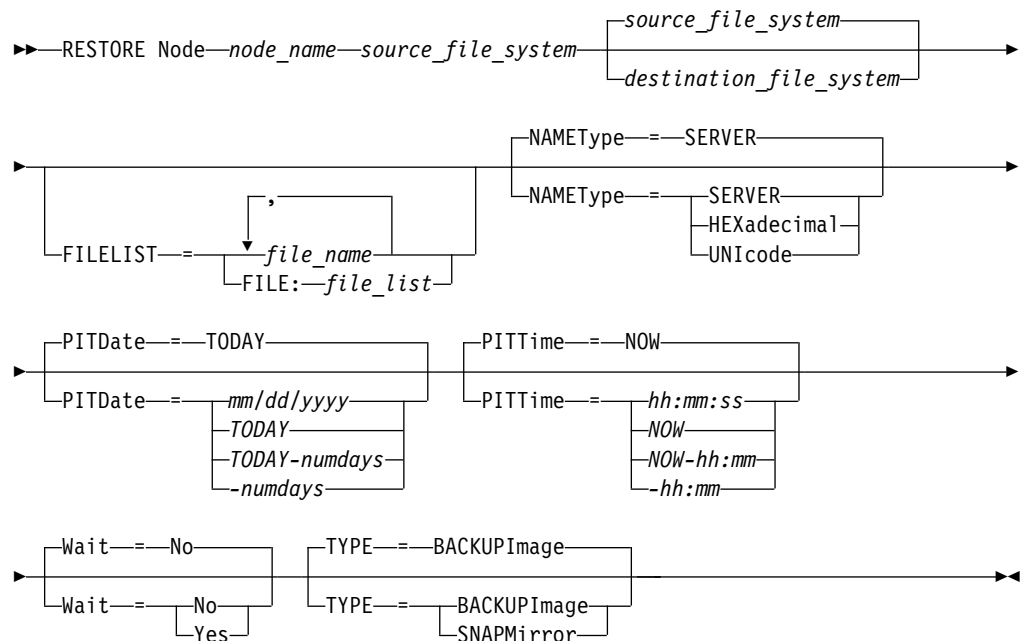 source_file_system
RESTORE Node node_name source_file_system
destination_file_system
NAMEType = SERVER
,
NAMEType = SERVER
FILELIST = file_name HEXadecimal
FILE: file_list UNIcode
PITDate = TODAY PITTime = NOW
PITDate = mm/dd/yyyy PITTime = hh:mm:ss
TODAY NOW
TODAY-numdays NOW-hh:mm
-numdays -hh:mm
Wait = No TYPE = BACKUPImage
Wait = No TYPE = BACKUPImage
Yes SNAPMirror